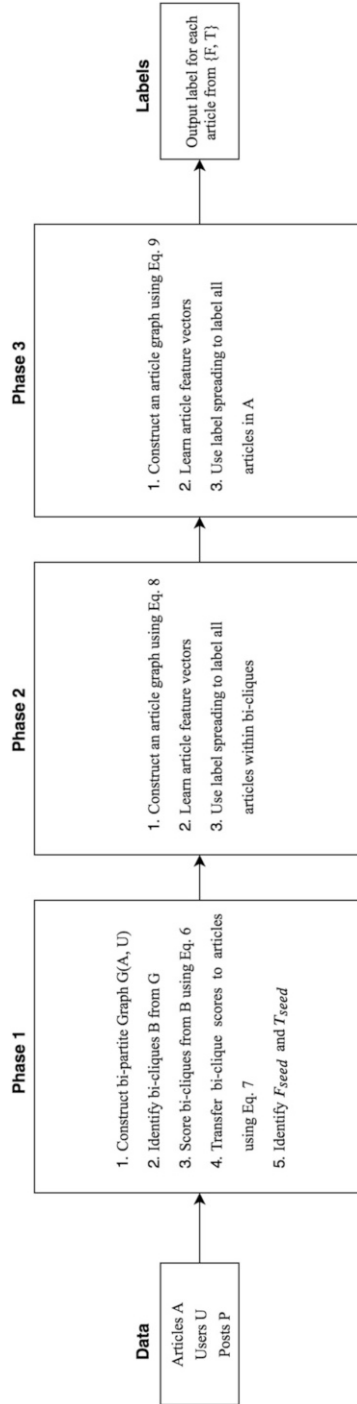 Data
Articles A
Users U
Posts P
Phase 1
1. Construct bi-partite Graph G(A, U)
2. Identify bi-cliques B from G
3. Score bi-cliques from B using Eq. 6
4. Transfer bi-clique scores to articles
using Eq. 7
5. Identify Fseed and Tseed
Phase 2
1. Construct an article graph using Eq. 8
2. Learn article feature vectors
3. Use label spreading to label all
articles within bi-cliques
Phase 3
1. Construct an article graph using Eq. 9
2. Learn article feature vectors
3. Use label spreading to label all
articles in A
Labels
Output label for each
article from {F, T}